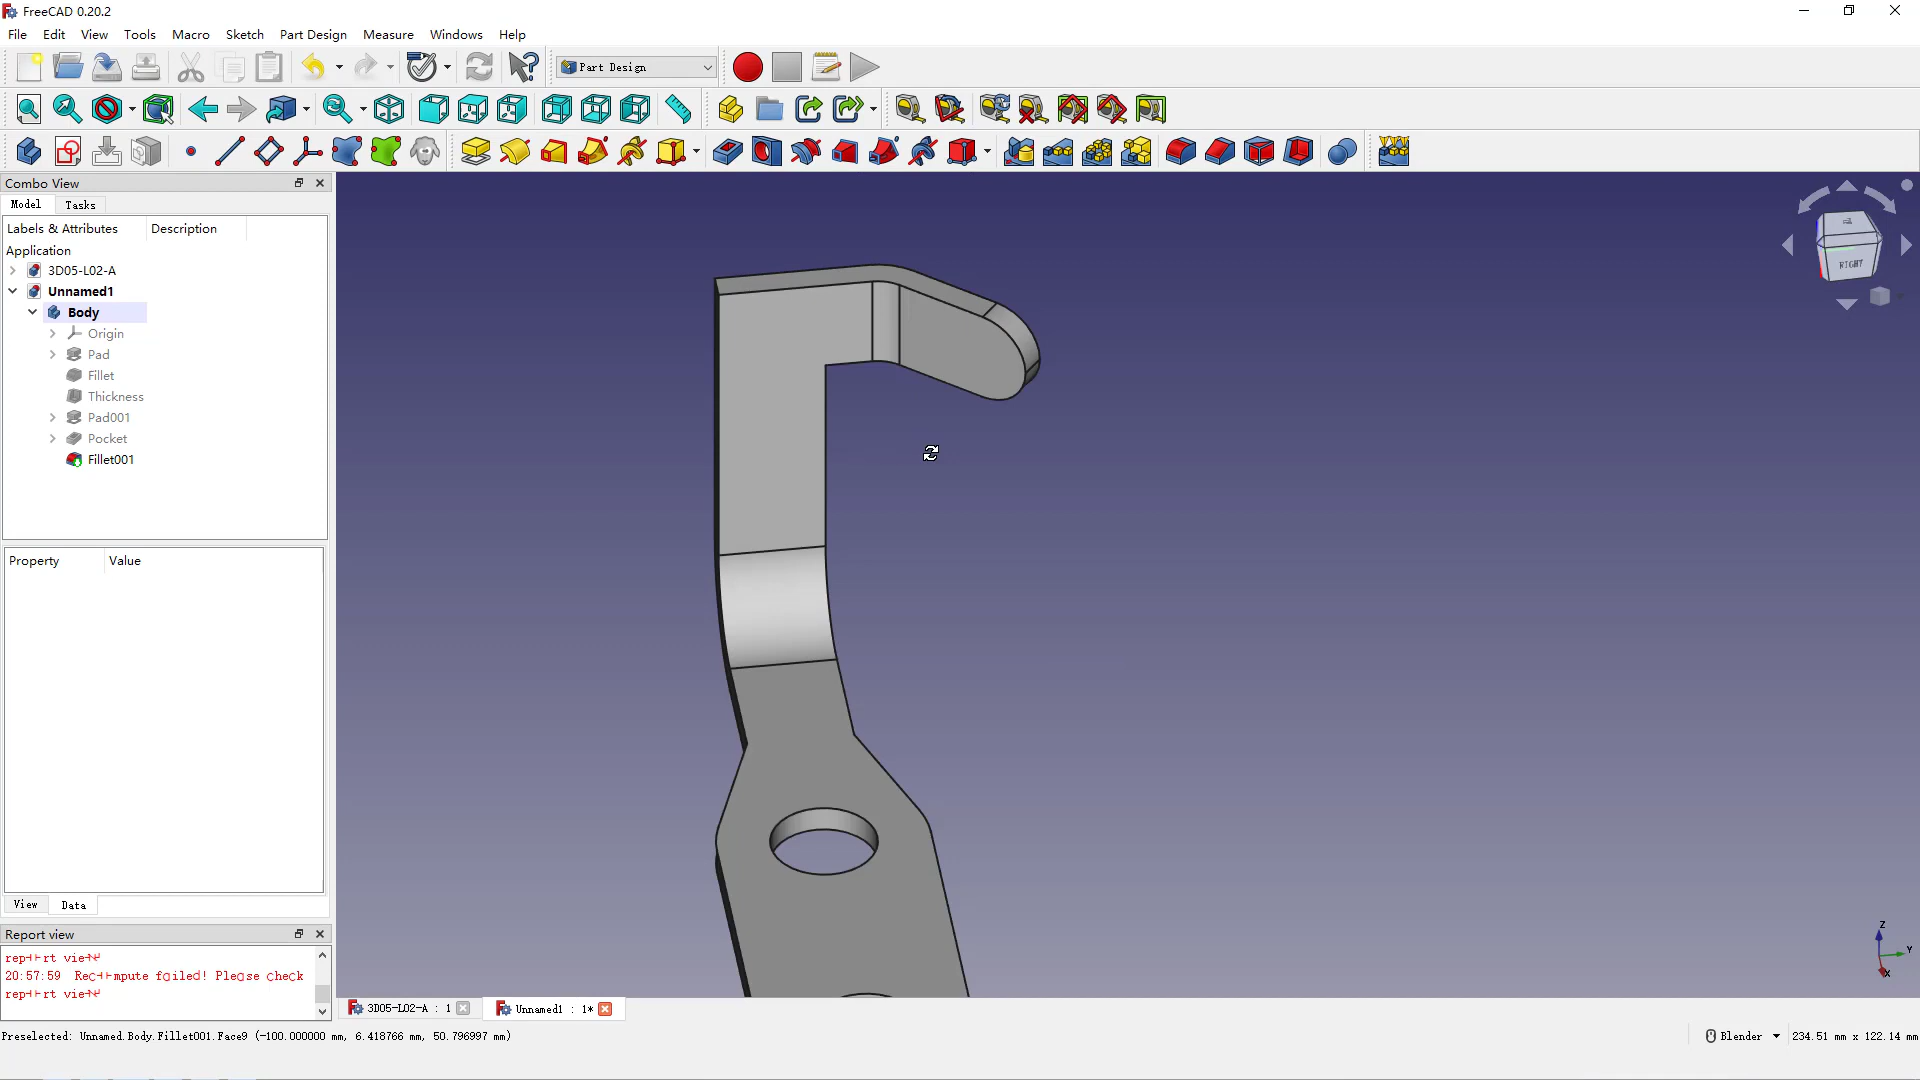 FreeCAD 0.20.2
File Edit View Tools Macro Sketch Part Design Measure Windows Help
Part Design
Combo View
Model Tasks
Labels & Attributes Description
Application
3D05-L02-A
Unnamed1
Body
Origin
Pad
Fillet
Thickness
Pad001
Pocket
Fillet001
RIGHT
Property Value
View Data
Report view
20:57:59
failed!
check
Z
Y
X
3D05-L02-A : 1
Unnamed1 : 1*
Preselected: Unnamed.Body.Fillet001.Face9 (-100.000000 mm, 6.418766 mm, 50.796997 mm)
Blender
234.51 mm x 122.14 mm